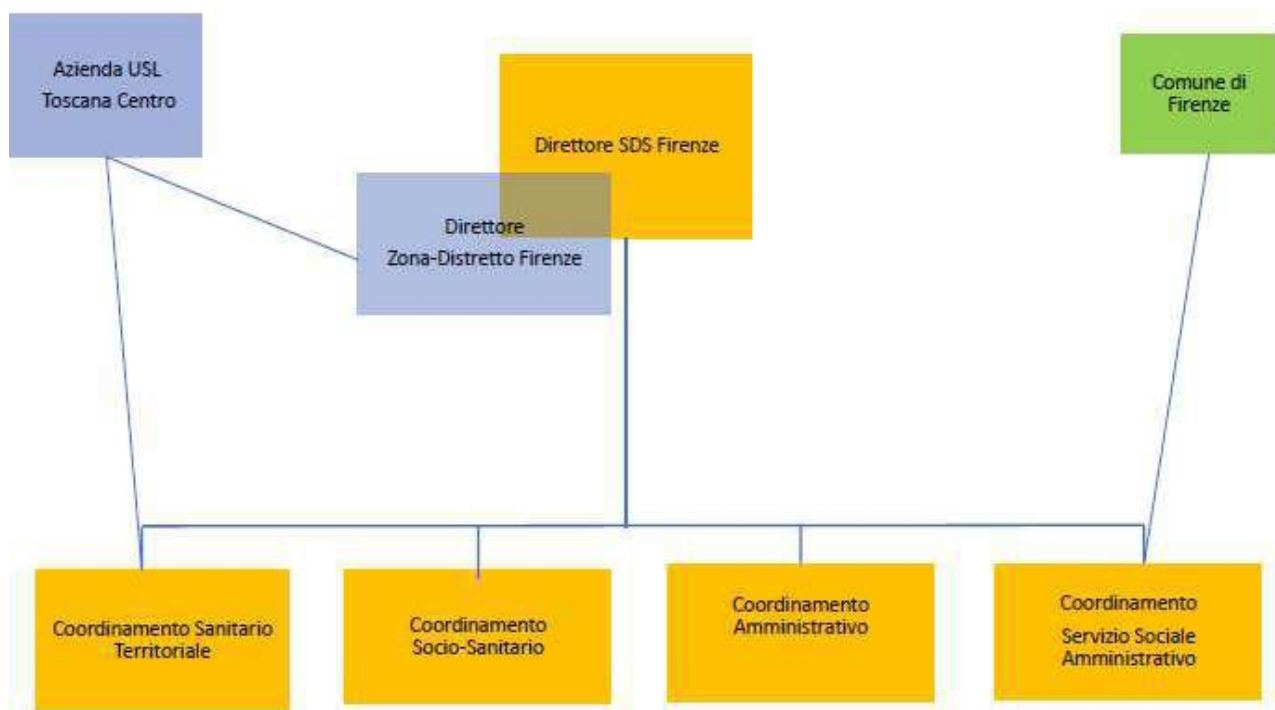 Azienda USL
Toscana Centro
Direttore SDS Firenze
Comune di
Firenze
Direttore
Zona-Distretto Firenze
Coordinamento Sanitario
Territoriale
Coordinamento
Socio-Sanitario
Coordinamento
Amministrativo
Coordinamento
Servizio Sociale
Amministrativo